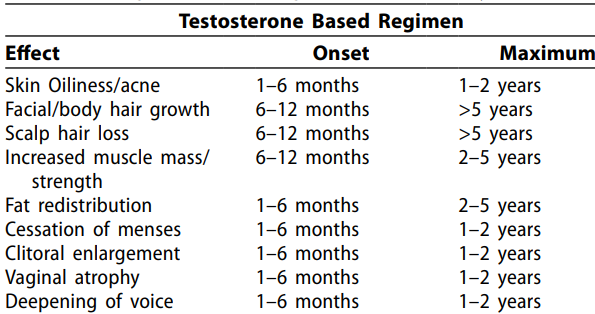 Testosterone Based Regimen
Effect Onset Maximum
Skin Oiliness/acne 1–6 months 1–2 years
Facial/body hair growth 6–12 months >5 years
Scalp hair loss 6–12 months >5 years
Increased muscle mass/ 6–12 months 2–5 years
strength
Fat redistribution 1–6 months 2–5 years
Cessation of menses 1–6 months 1–2 years
Clitoral enlargement 1–6 months 1–2 years
Vaginal atrophy 1–6 months 1–2 years
Deepening of voice 1–6 months 1–2 years